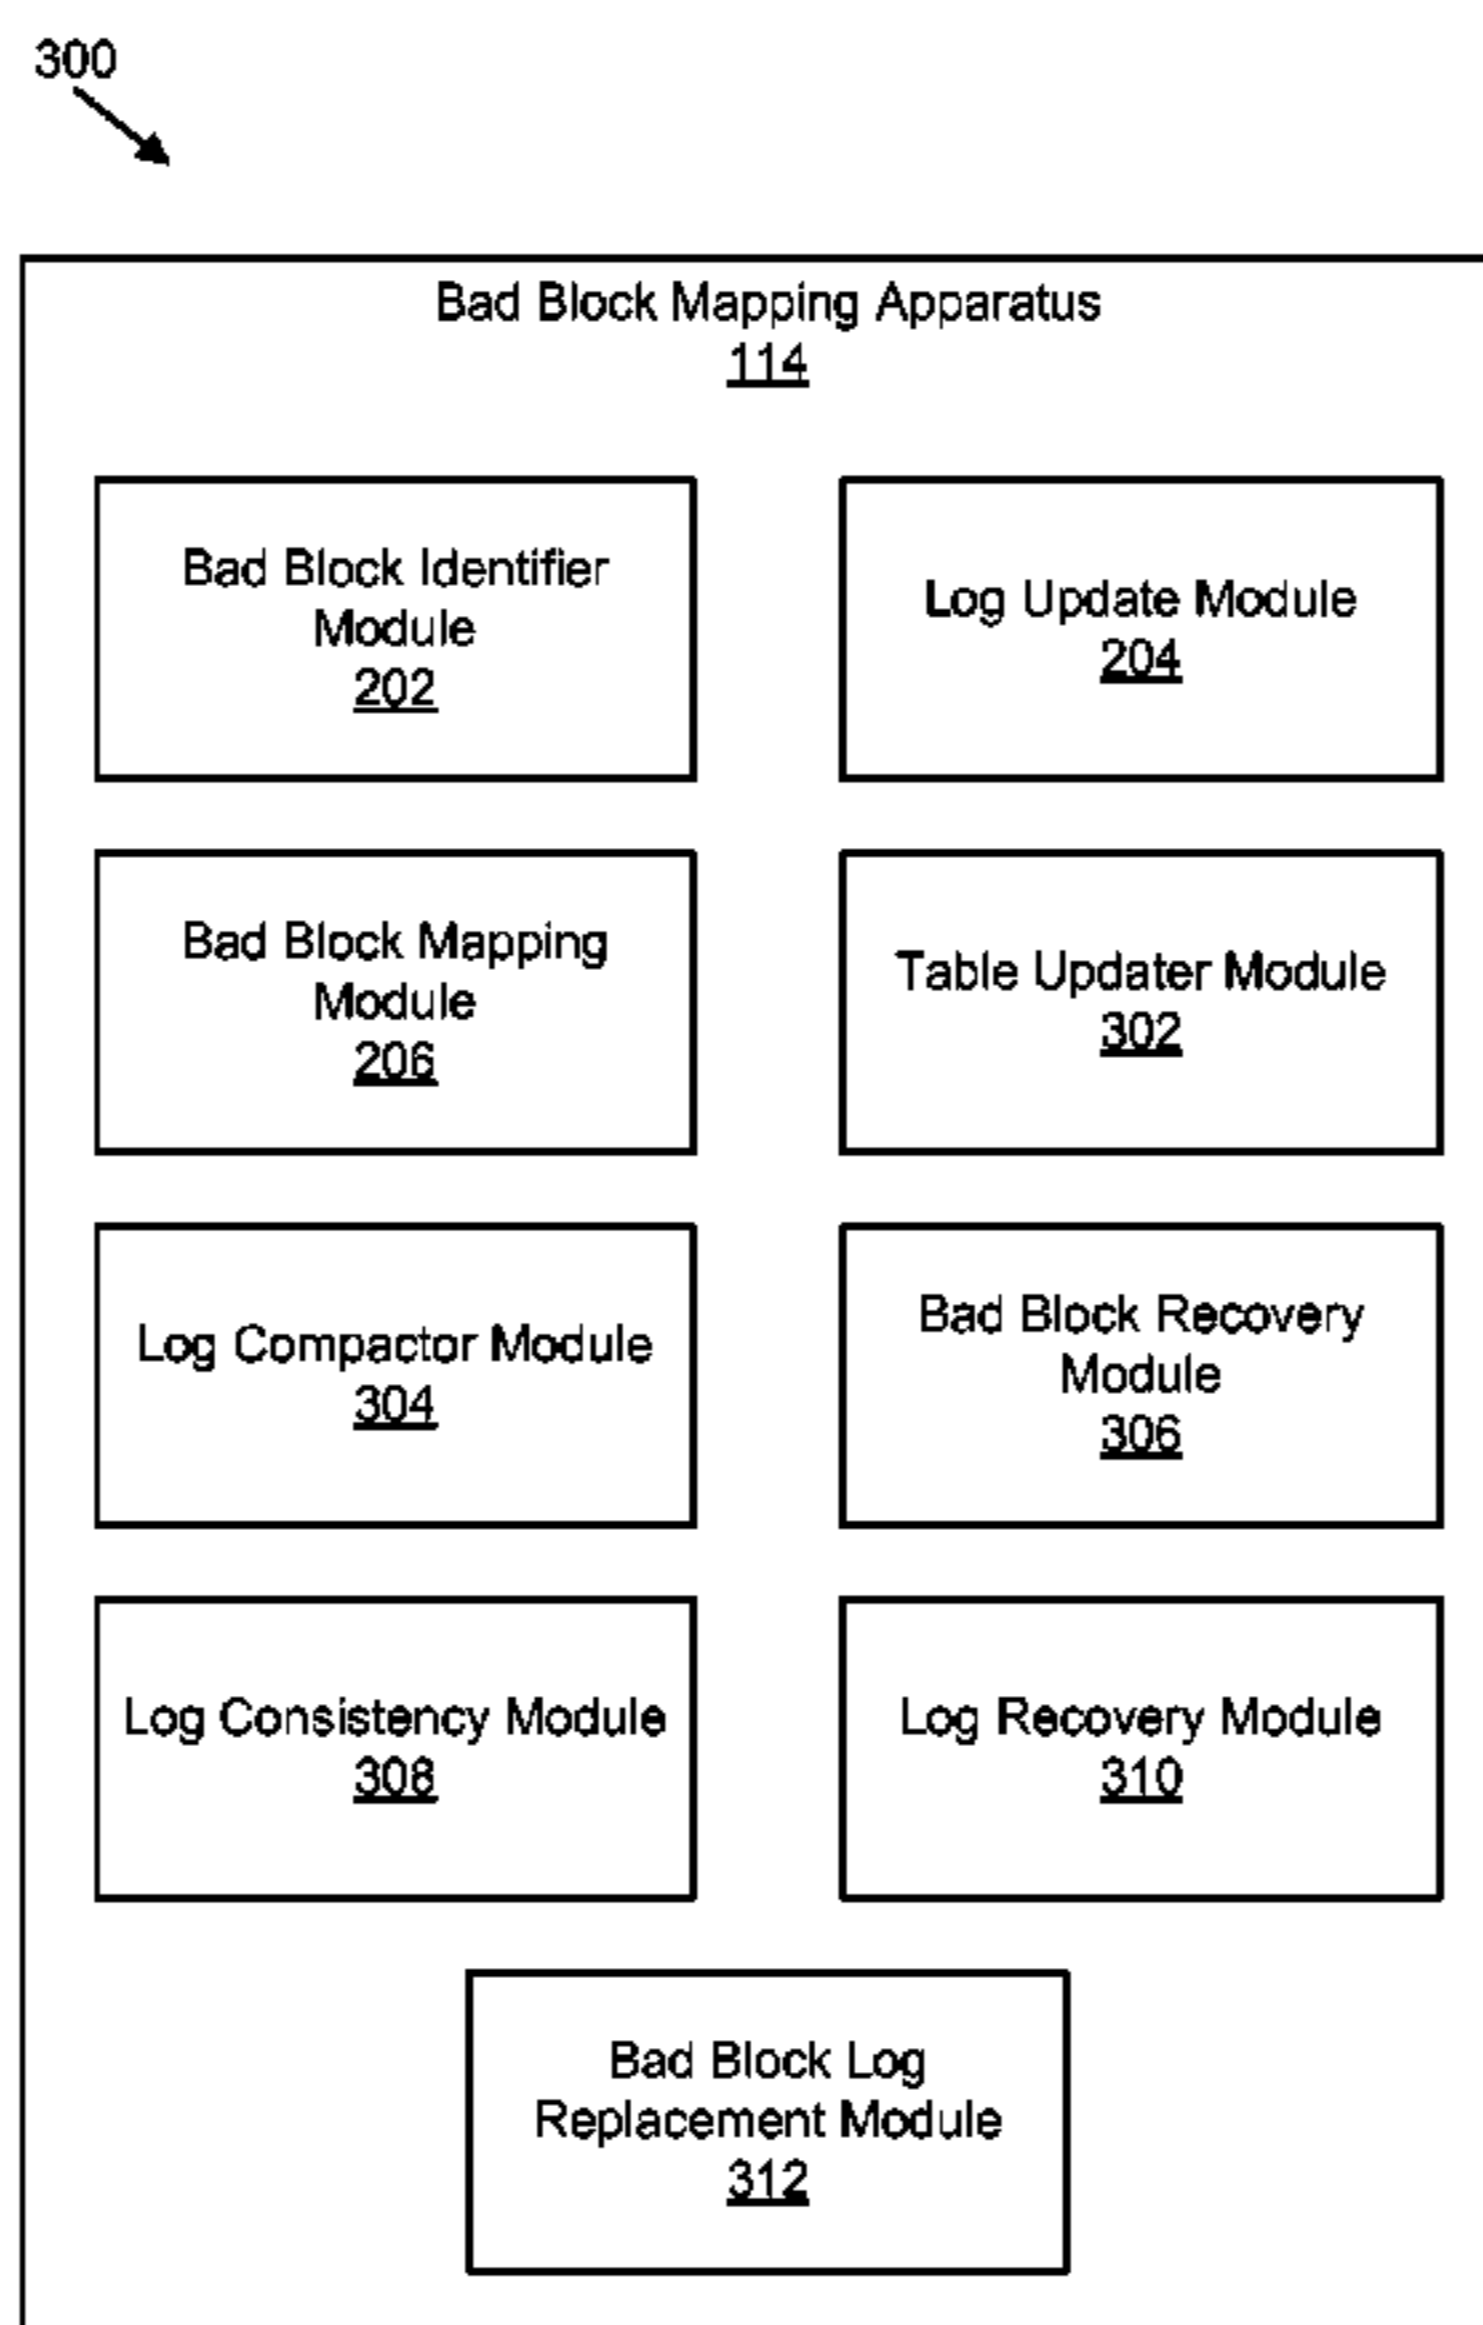 300
Bad Block Mapping Apparatus
114
Bad Block Identifier
Module
202
Log Update Module
204
Bad Block Mapping
Module
206
Table Updater Module
302
Log Compactor Module
304
Bad Block Recovery
Module
306
Log Consistency Module
308
Log Recovery Module
310
Bad Block Log
Replacement Module
312